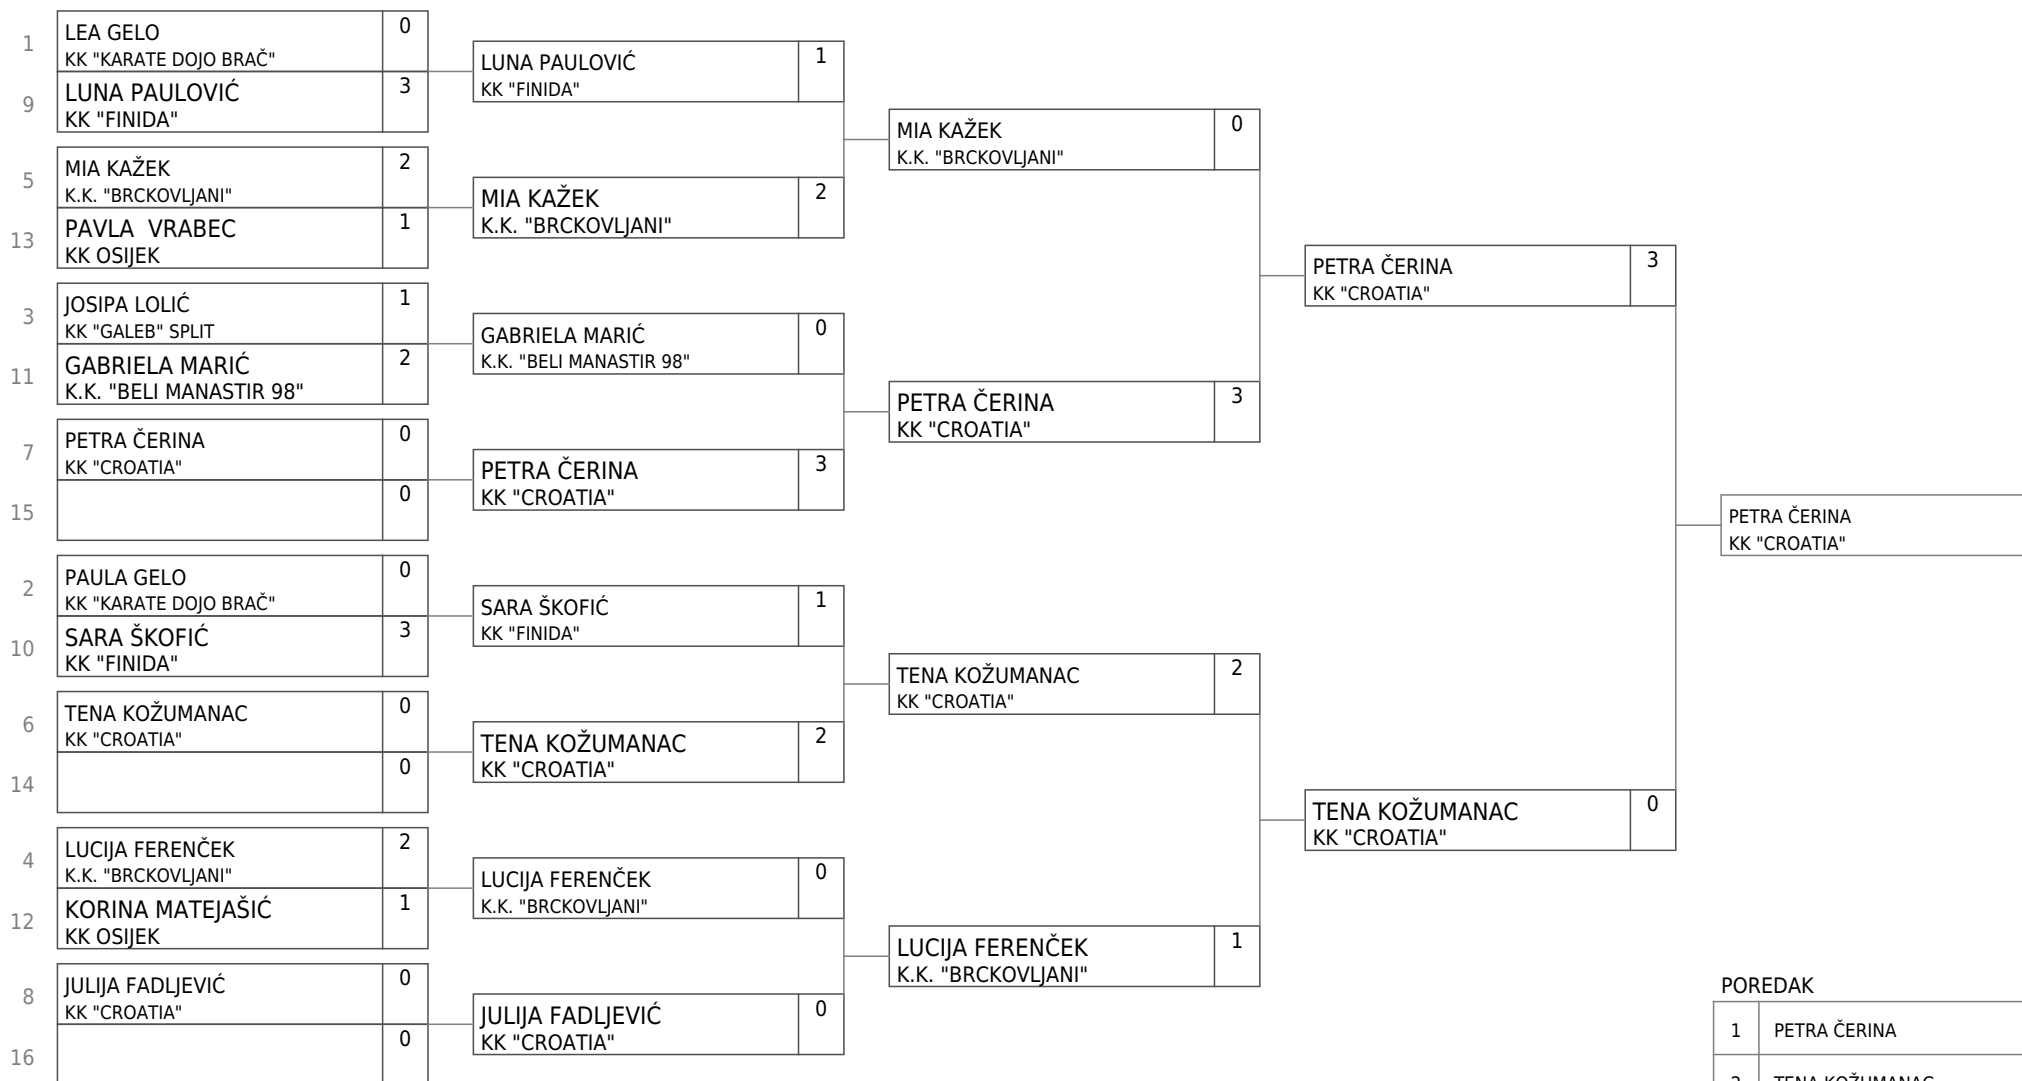 1
LEA GELO
KK "KARATE DOJO BRAČ"
0
9
LUNA PAULOVIĆ
KK "FINIDA"
3
5
MIA KAŽEK
K.K. "BRCKOVLJANI"
2
13
PAVLA  VRABEC
KK OSIJEK
1
3
JOSIPA LOLIĆ
KK "GALEB" SPLIT
1
11
GABRIELA MARIĆ
K.K. "BELI MANASTIR 98"
2
7
PETRA ČERINA
KK "CROATIA"
0
15
0
2
PAULA GELO
KK "KARATE DOJO BRAČ"
0
10
SARA ŠKOFIĆ
KK "FINIDA"
3
6
TENA KOŽUMANAC
KK "CROATIA"
0
14
0
4
LUCIJA FERENČEK
K.K. "BRCKOVLJANI"
2
12
KORINA MATEJAŠIĆ
KK OSIJEK
1
8
JULIJA FADLJEVIĆ
KK "CROATIA"
0
16
0
LUNA PAULOVIĆ
KK "FINIDA"
1
MIA KAŽEK
K.K. "BRCKOVLJANI"
2
GABRIELA MARIĆ
K.K. "BELI MANASTIR 98"
0
PETRA ČERINA
KK "CROATIA"
3
SARA ŠKOFIĆ
KK "FINIDA"
1
TENA KOŽUMANAC
KK "CROATIA"
2
LUCIJA FERENČEK
K.K. "BRCKOVLJANI"
0
JULIJA FADLJEVIĆ
KK "CROATIA"
0
MIA KAŽEK
K.K. "BRCKOVLJANI"
0
PETRA ČERINA
KK "CROATIA"
3
TENA KOŽUMANAC
KK "CROATIA"
2
LUCIJA FERENČEK
K.K. "BRCKOVLJANI"
1
PETRA ČERINA
KK "CROATIA"
3
TENA KOŽUMANAC
KK "CROATIA"
0
PETRA ČERINA
KK "CROATIA"
POREDAK
1 PETRA ČERINA
2 TENA KOŽUMANAC